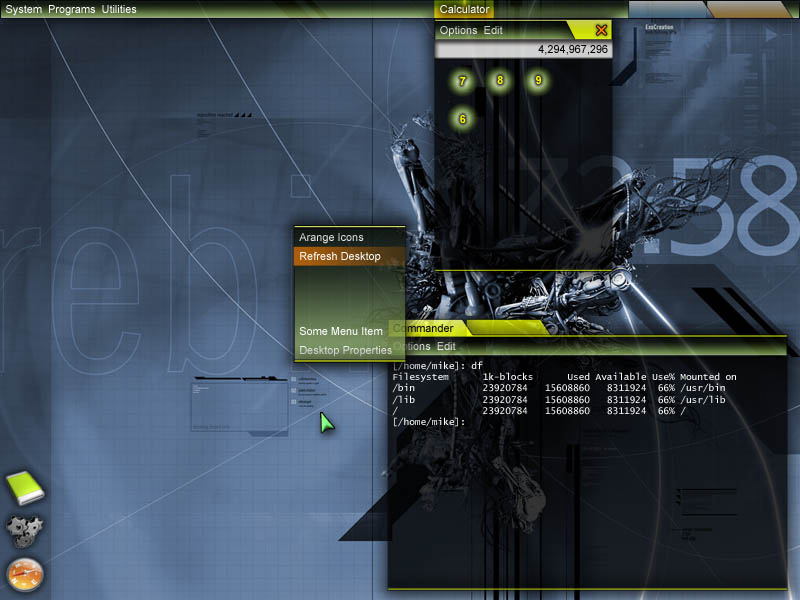 System Programs Utilities
Calculator
Options Edit
4,294,967,296
ExoCreation
7 8 9
6
58
rebi
Arange Icons
Refresh Desktop
Some Menu Item
Desktop Properties
Commander
Options Edit
[/home/mike]: df
Filesystem 1k-blocks Used Available Use% Mounted on
/bin 23920784 15608860 8311924 66% /usr/bin
/lib 23920784 15608860 8311924 66% /usr/lib
/ 23920784 15608860 8311924 66% /
[/home/mike]: